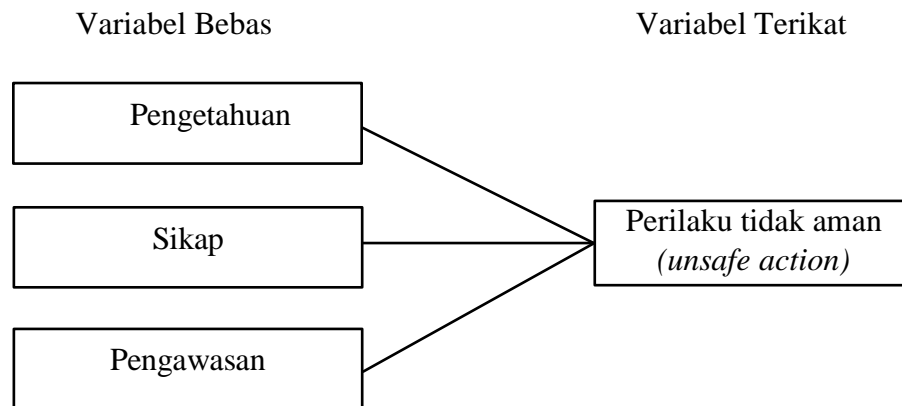 Variabel Bebas
Variabel Terikat
Pengetahuan
Sikap
Pengawasan
Perilaku tidak aman
(unsafe action)